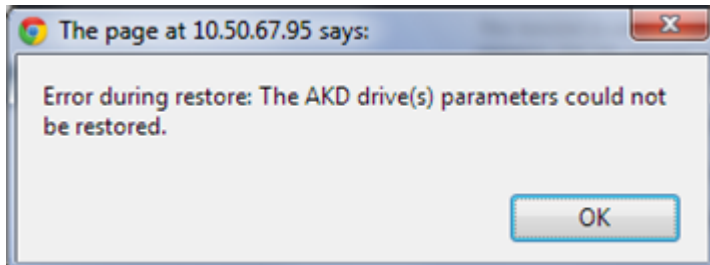 The page at 10.50.67.95 says:
Error during restore: The AKD drive(s) parameters could not
be restored.
OK